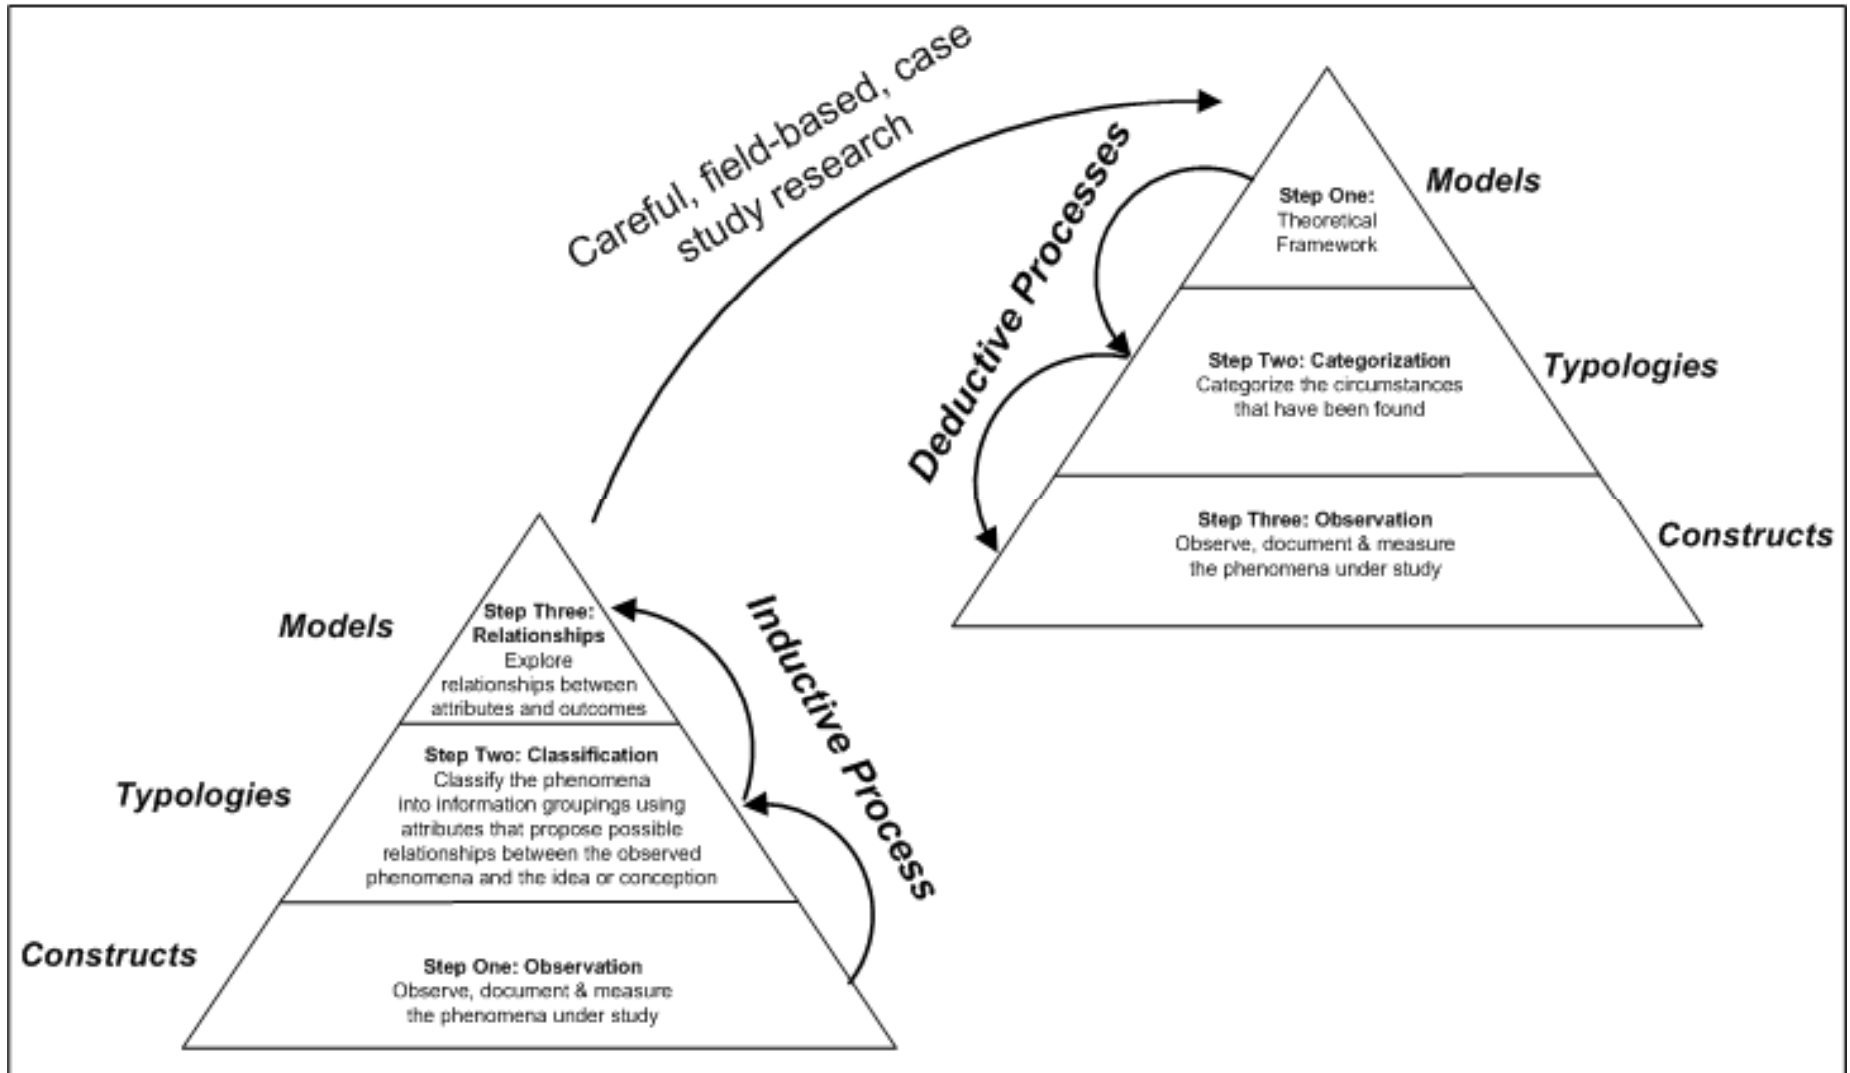 Careful, field-based, case
study research
Deductive Processes
Models
Step One:
Theoretical
Framework
Typologies
Step Two: Categorization
Categorize the circumstances
that have been found
Constructs
Step Three: Observation
Observe, document & measure
the phenomena under study
Inductive Process
Models
Step Three:
Relationships
Explore
relationships between
attributes and outcomes
Typologies
Step Two: Classification
Classify the phenomena
into information groupings using
attributes that propose possible
relationships between the observed
phenomena and the idea or conception
Constructs
Step One: Observation
Observe, document & measure
the phenomena under study